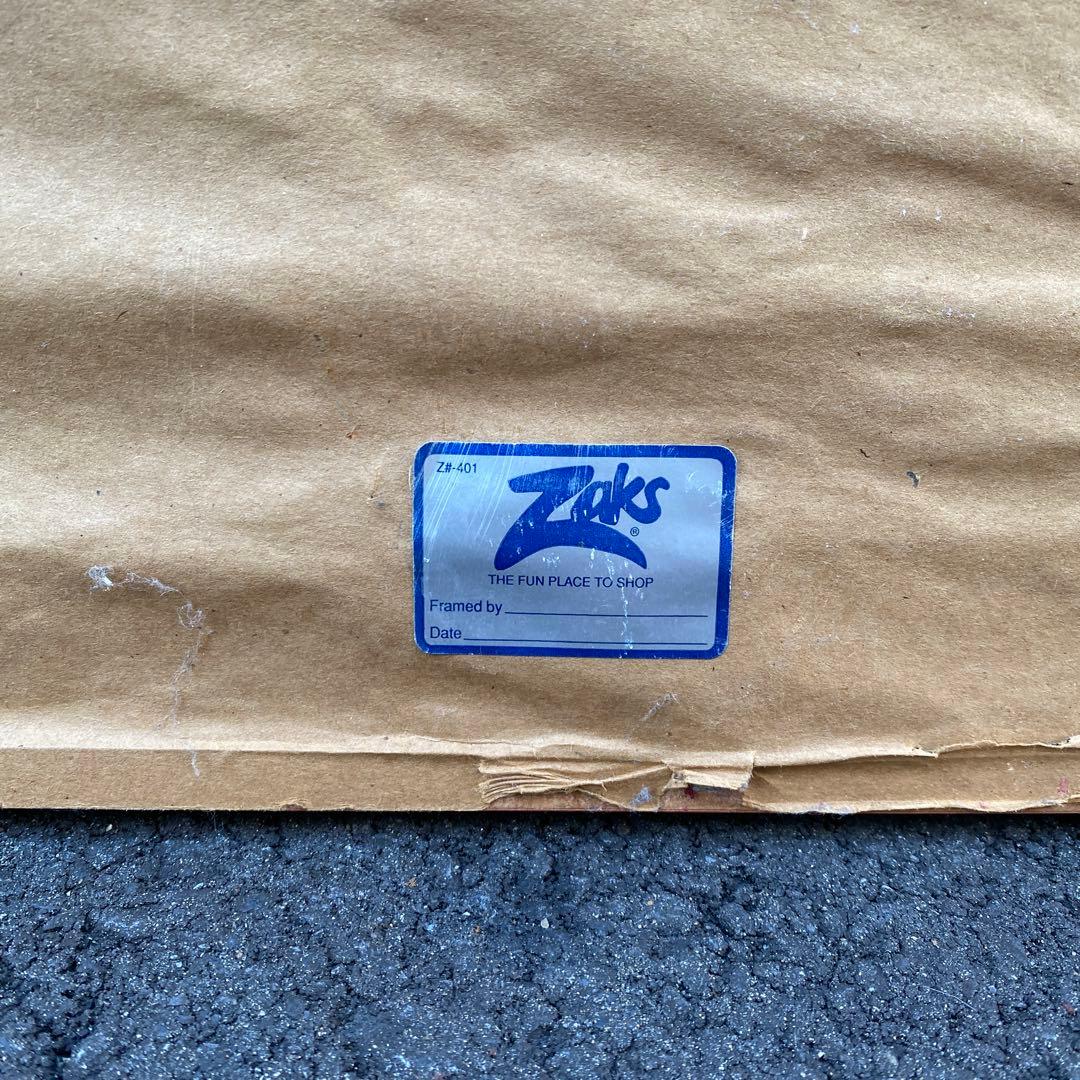 Z#-401
Zaks ®
THE FUN PLACE TO SHOP
Framed by
Date